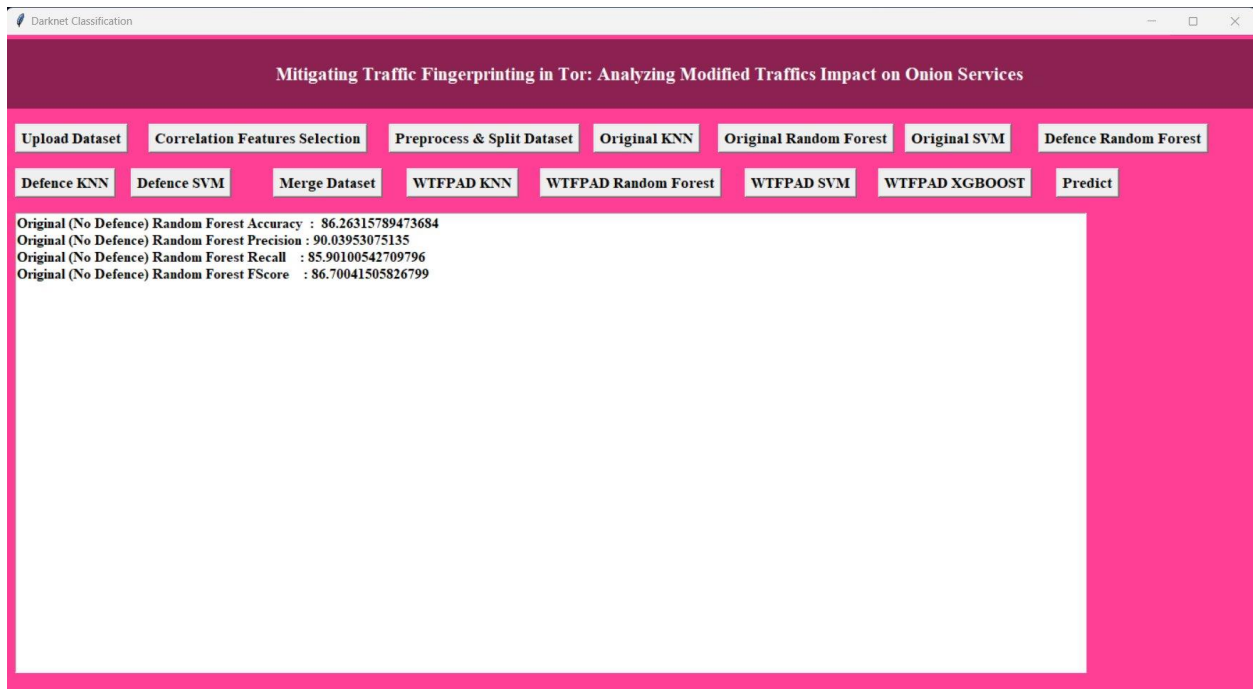 Darknet Classification
Mitigating Traffic Fingerprinting in Tor: Analyzing Modified Traffics Impact on Onion Services
Upload Dataset Correlation Features Selection Preprocess & Split Dataset Original KNN Original Random Forest Original SVM Defence Random Forest
Defence KNN Defence SVM Merge Dataset WTFPAD KNN WTFPAD Random Forest WTFPAD SVM WTFPAD XGBOOST Predict
Original (No Defence) Random Forest Accuracy : 86.26315789473684
Original (No Defence) Random Forest Precision : 90.03953075135
Original (No Defence) Random Forest Recall : 85.90100542709796
Original (No Defence) Random Forest FScore : 86.70041505826799